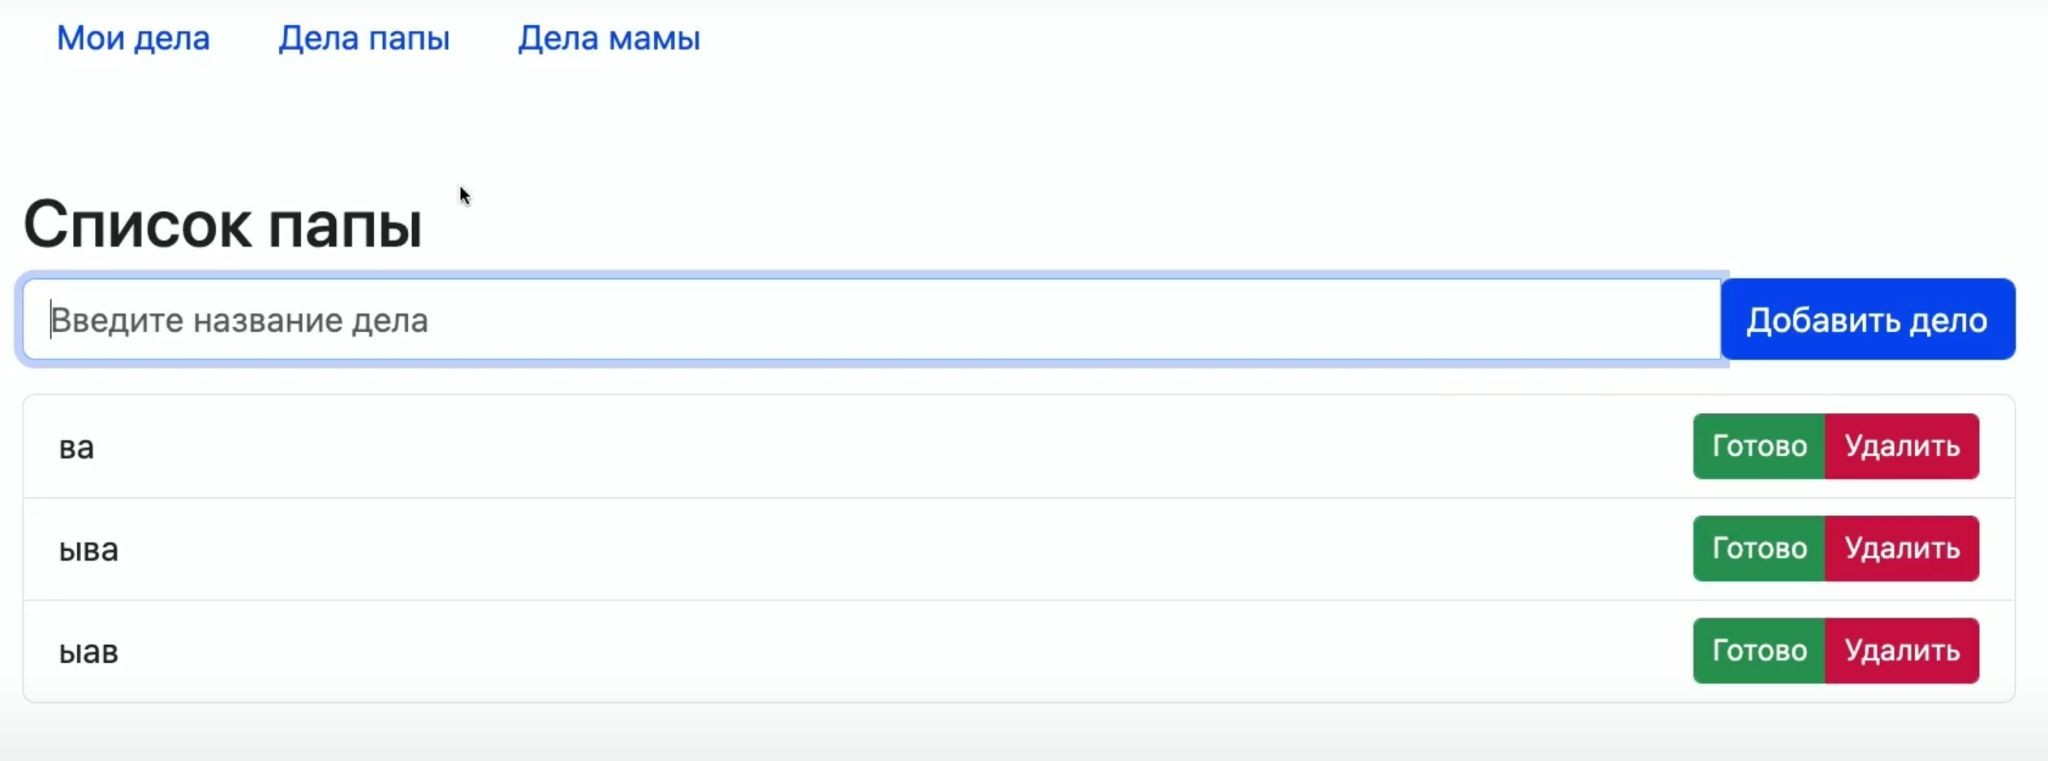 Мои дела Дела папы Дела мамы
Список папы
Введите название дела Добавить дело
ва Готово Удалить
ыва Готово Удалить
ыав Готово Удалить